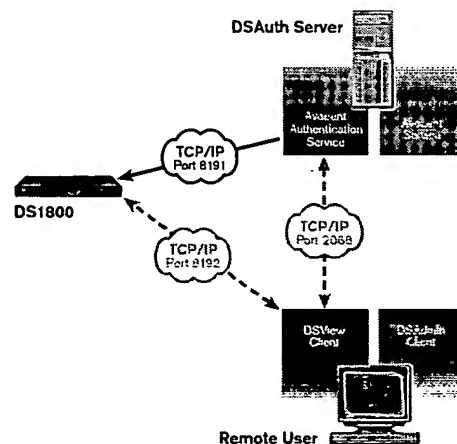 DSAuth Server
Avocent
Authentication
Service
TCP/IP
Port 8191
DS1800
TCP/IP
Port 8192
TCP/IP
Port 2068
DSView
Client
DSAdmin
Client
Remote User